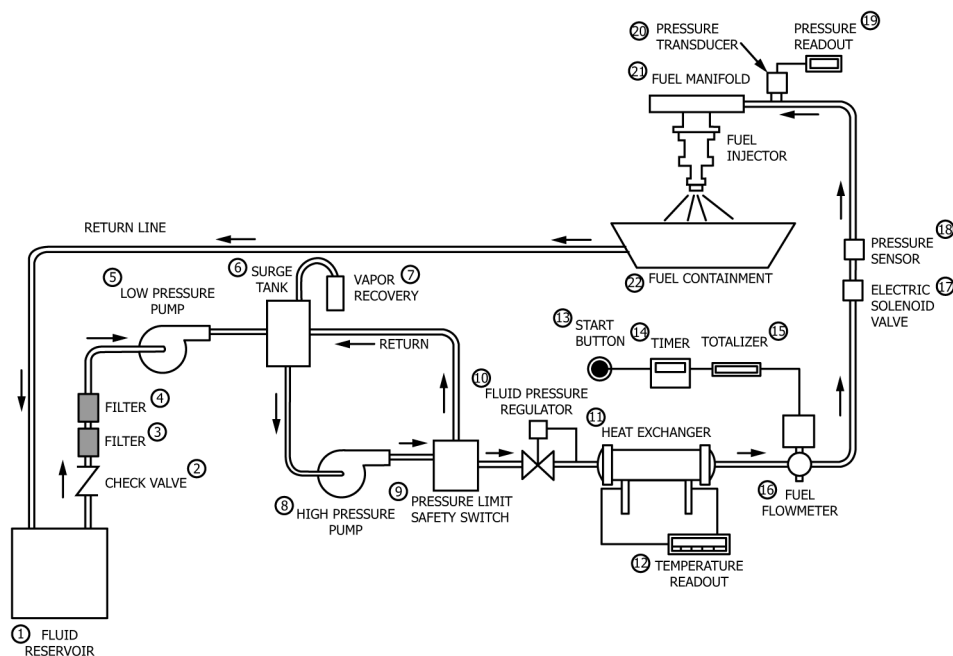 20 PRESSURE TRANSDUCER
PRESSURE READOUT 19
21 FUEL MANIFOLD
FUEL INJECTOR
RETURN LINE
18 PRESSURE SENSOR
22 FUEL CONTAINMENT
5 LOW PRESSURE PUMP
6 SURGE TANK
VAPOR RECOVERY 7
ELECTRIC SOLENOID VALVE 17
13 START BUTTON
14 TIMER
TOTALIZER 15
RETURN
10 FLUID PRESSURE REGULATOR
FILTER 4
11 HEAT EXCHANGER
FILTER 3
CHECK VALVE 2
8 HIGH PRESSURE PUMP
9 PRESSURE LIMIT SAFETY SWITCH
16 FUEL FLOWMETER
12 TEMPERATURE READOUT
1 FLUID RESERVOIR